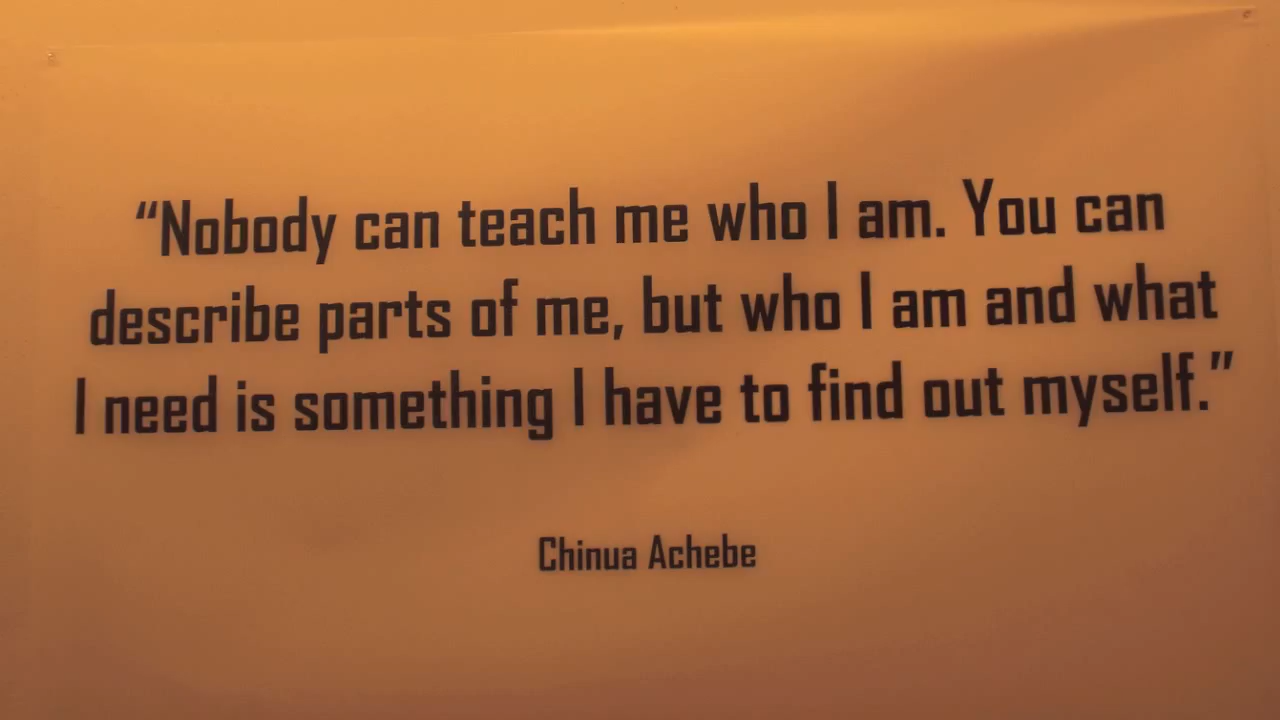 “Nobody can teach me who I am. You can
describe parts of me, but who I am and what
I need is something I have to find out myself.”
Chinua Achebe